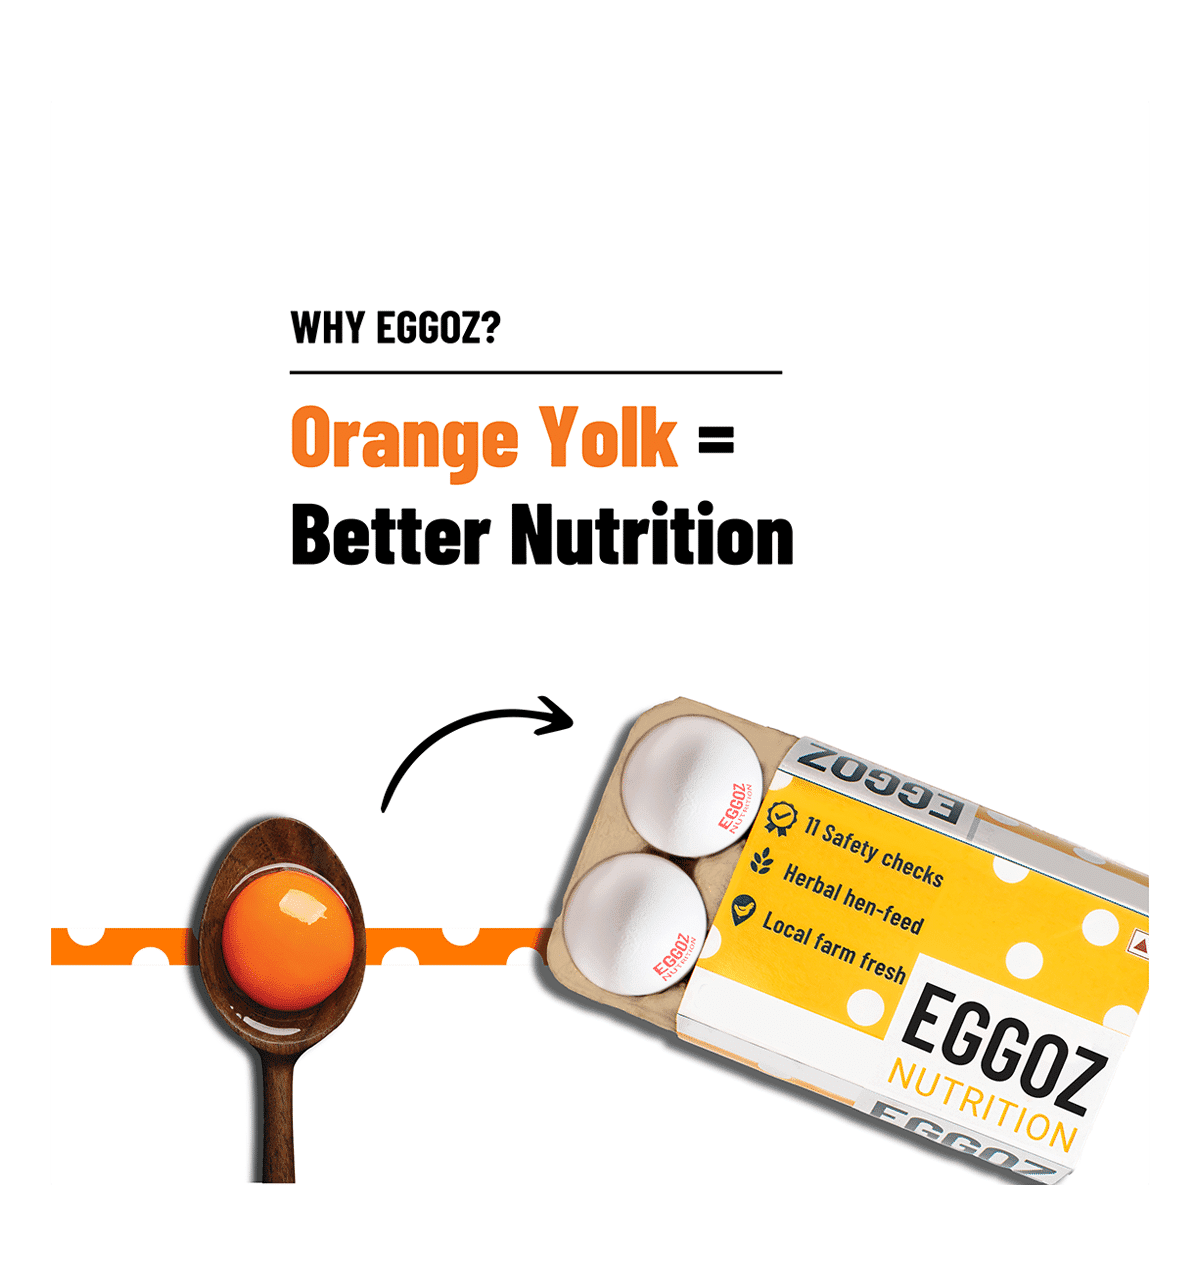 WHY EGGOZ?
Orange Yolk =
Better Nutrition
EGGOZ
EGGOZ
NUTRITION
EGGOZ
NUTRITION
11 Safety checks
Herbal hen-feed
Local farm fresh
EGGOZ
NUTRITION
EGGOZ